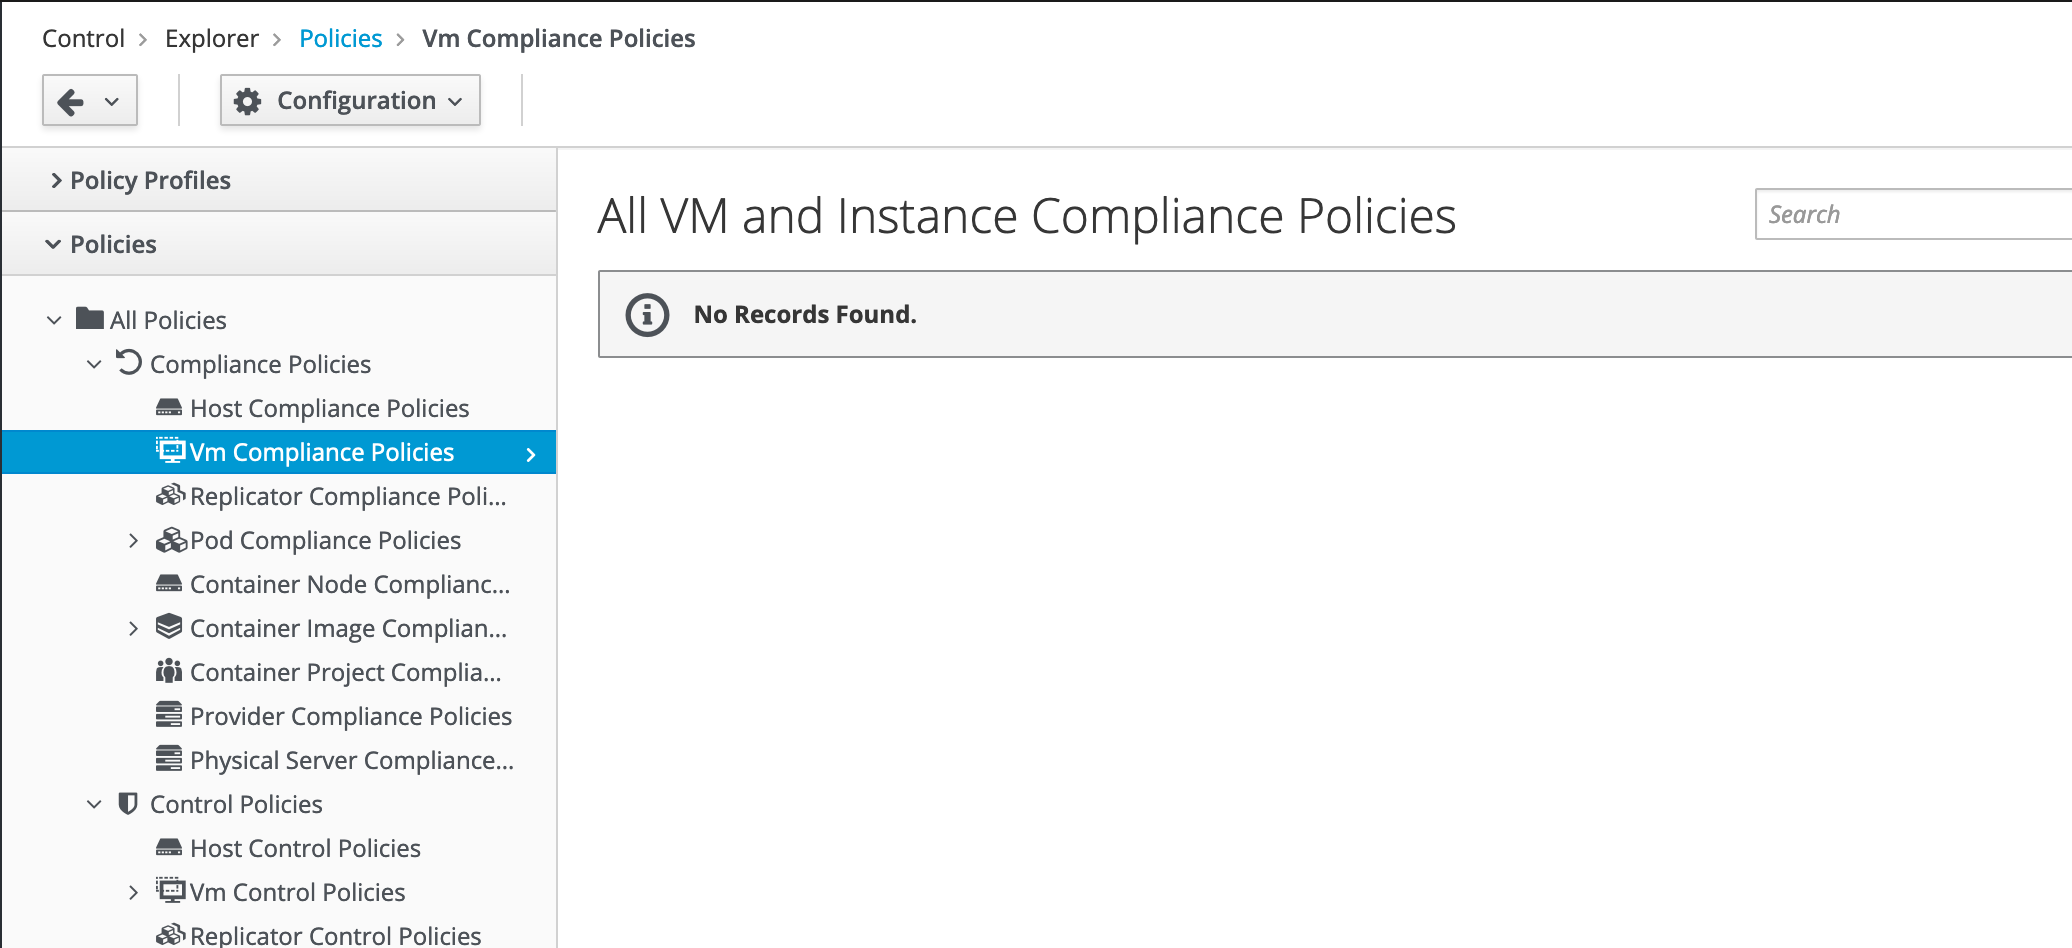 Control > Explorer > Policies > Vm Compliance Policies
Configuration
Policy Profiles
Policies
All Policies
Compliance Policies
Host Compliance Policies
Vm Compliance Policies
Replicator Compliance Poli...
Pod Compliance Policies
Container Node Complianc...
Container Image Complian...
Container Project Complia...
Provider Compliance Policies
Physical Server Compliance...
Control Policies
Host Control Policies
Vm Control Policies
Replicator Control Policies
All VM and Instance Compliance Policies
Search
No Records Found.